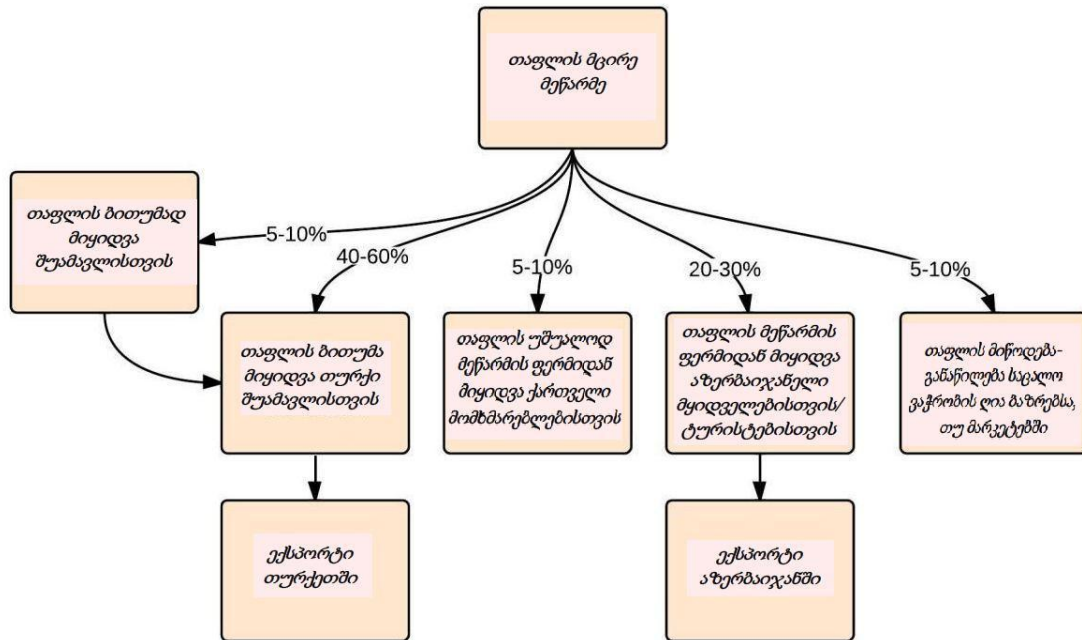 თაფლის მცირე
მეწარმე
თაფლის ბითუმად
მიყიდვა
შუამავლისთვის
5-10%
40-60%
5-10%
20-30%
5-10%
თაფლის ბითუმა
მიყიდვა თურქი
შუამავლისთვის
თაფლის უშუალოდ
მეწარმის ფერმიდან
მიყიდვა ქართველი
მომხმარებლებისთვის
თაფლის მეწარმის
ფერმიდან მიყიდვა
აზერბაიჯანელი
მყიდველებისთვის/
ტურისტებისთვის
თაფლის მიწოდება-
განაწილება საცალო
ვაჭრობის ღია ბაზრებსა,
თუ მარკეტებში
ექსპორტი
თურქეთში
ექსპორტი
აზერბაიჯანში